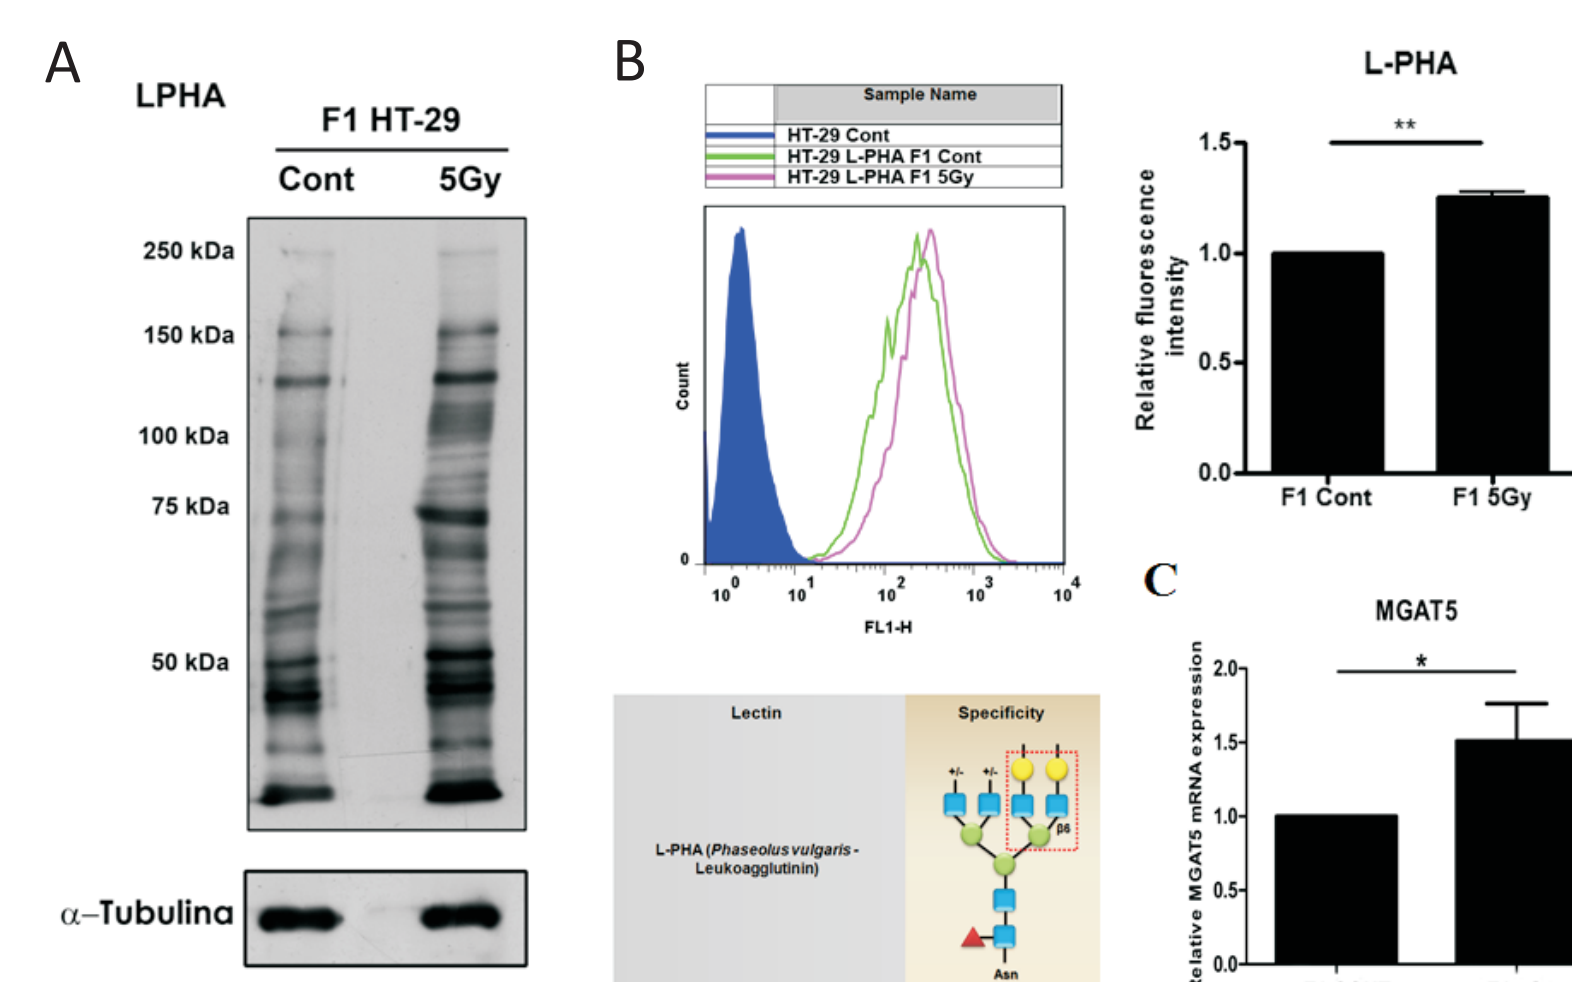 A
LPHA
F1 HT-29
Cont 5Gy
250 kDa
150 kDa
100 kDa
75 kDa
50 kDa
α–Tubulina
B
Sample Name
HT-29 Cont
HT-29 L-PHA F1 Cont
HT-29 L-PHA F1 5Gy
Count
0
10^0 10^1 10^2 10^3 10^4
FL1-H
Lectin Specificity
L-PHA (Phaseolus vulgaris -
Leukoagglutinin)
+/- +/-
β6
Asn
L-PHA
**
Relative fluorescence
intensity
1.5
1.0
0.5
0.0
F1 Cont F1 5Gy
C
MGAT5
*
Relative MGAT5 mRNA expression
2.0
1.5
1.0
0.5
0.0